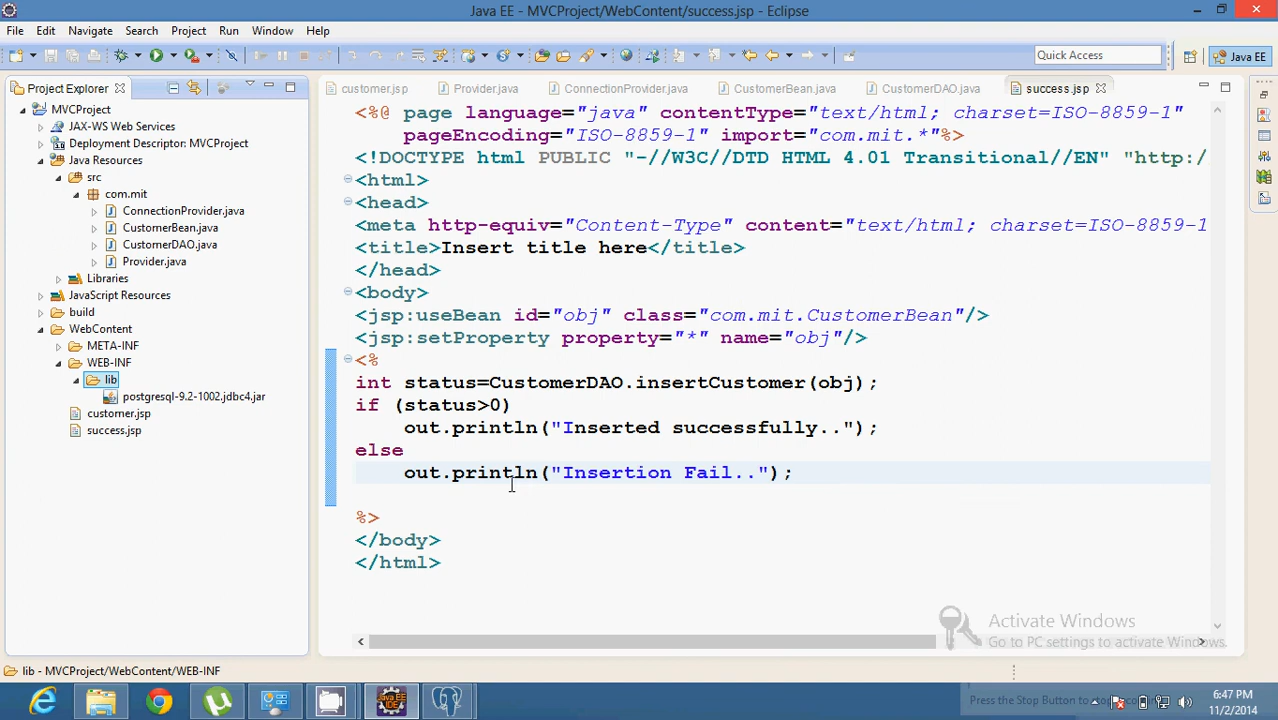 Java EE - MVCProject/WebContent/success.jsp - Eclipse
File Edit Navigate Search Project Run Window Help
Quick Access
Java EE
Project Explorer
customer.jsp
Provider.java
ConnectionProvider.java
CustomerBean.java
CustomerDAO.java
success.jsp
MVCProject
JAX-WS Web Services
Deployment Descriptor: MVCProject
Java Resources
src
com.mit
ConnectionProvider.java
CustomerBean.java
CustomerDAO.java
Provider.java
Libraries
JavaScript Resources
build
WebContent
META-INF
WEB-INF
lib
postgresql-9.2-1002.jdbc4.jar
customer.jsp
success.jsp
<%@ page language="java" contentType="text/html; charset=ISO-8859-1"
pageEncoding="ISO-8859-1" import="com.mit.*"%>
<!DOCTYPE html PUBLIC "-//W3C//DTD HTML 4.01 Transitional//EN" "http:/
<html>
<head>
<meta http-equiv="Content-Type" content="text/html; charset=ISO-8859-1
<title>Insert title here</title>
</head>
<body>
<jsp:useBean id="obj" class="com.mit.CustomerBean"/>
<jsp:setProperty property="*" name="obj"/>
<%
int status=CustomerDAO.insertCustomer(obj);
if (status>0)
out.println("Inserted successfully..");
else
out.println("Insertion Fail..");
%>
</body>
</html>
Activate Windows
Go to PC settings to activate Windows.
lib - MVCProject/WebContent/WEB-INF
Java EE
IDE
Press the Stop Button to
6:47 PM
11/2/2014